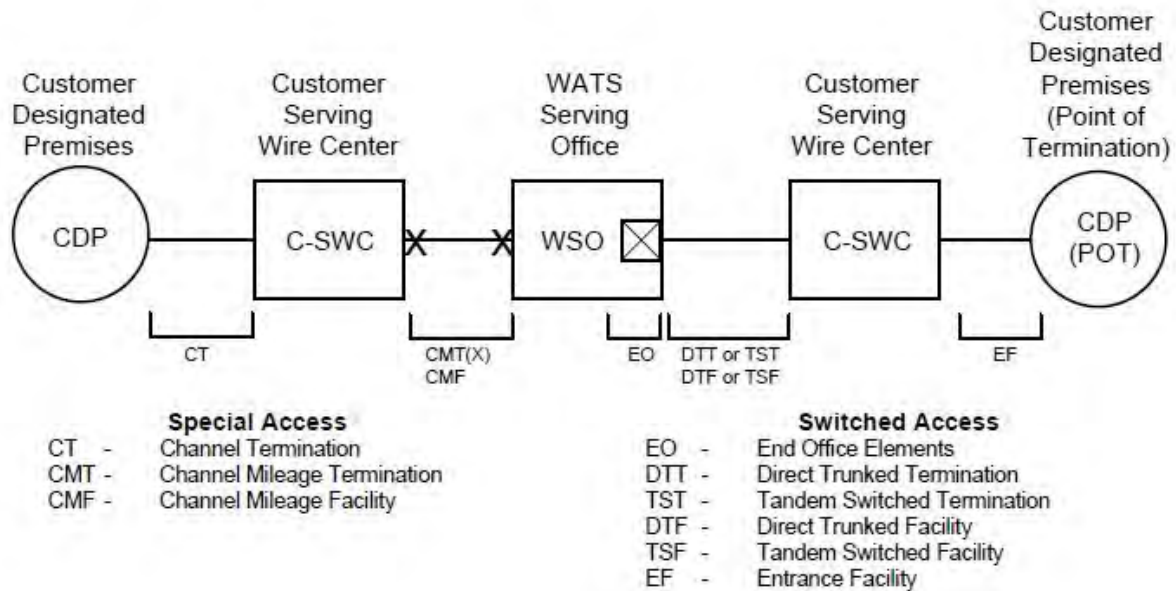 Customer
Designated
Premises
Customer
Serving
Wire Center
WATS
Serving
Office
Customer
Serving
Wire Center
Customer
Designated
Premises
(Point of
Termination)
CDP
C-SWC
X
X
WSO
C-SWC
CDP
(POT)
CT
CMT(X)
CMF
EO
DTT or TST
DTF or TSF
EF
Special Access
CT - Channel Termination
CMT - Channel Mileage Termination
CMF - Channel Mileage Facility
Switched Access
EO - End Office Elements
DTT - Direct Trunked Termination
TST - Tandem Switched Termination
DTF - Direct Trunked Facility
TSF - Tandem Switched Facility
EF - Entrance Facility